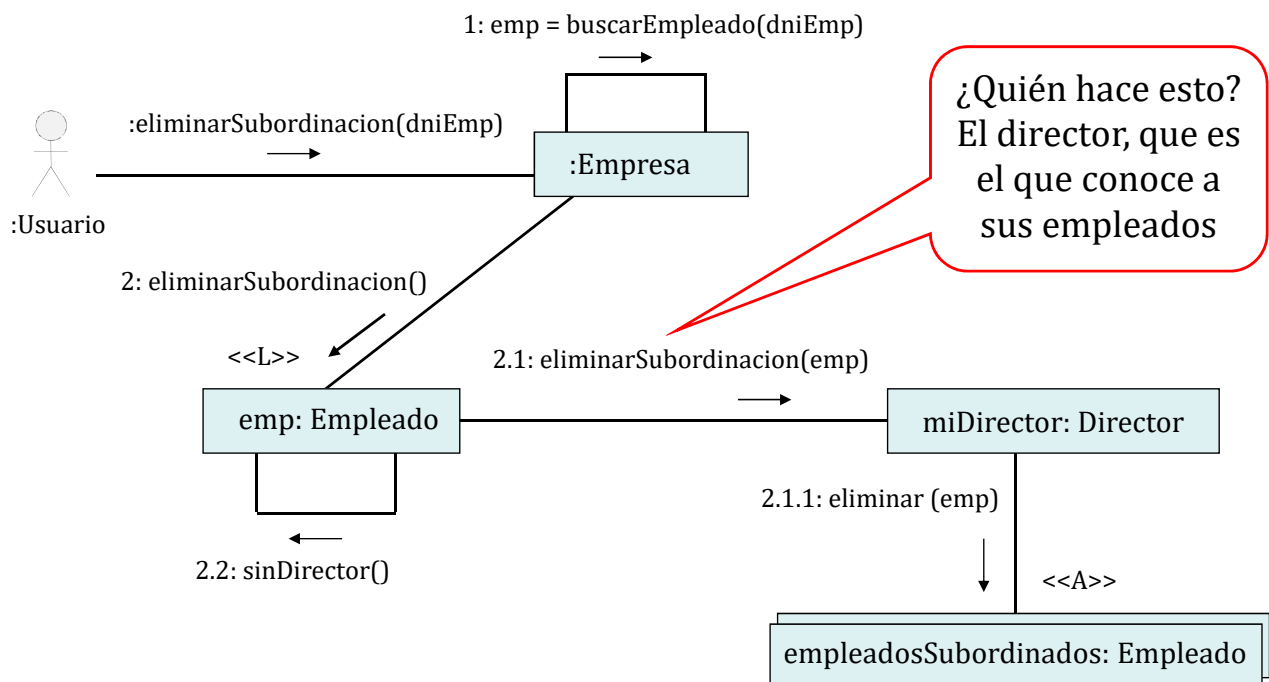 1: emp = buscarEmpleado(dniEmp)
¿Quién hace esto?
El director, que es
el que conoce a
sus empleados
:eliminarSubordinacion(dniEmp)
:Empresa
:Usuario
2: eliminarSubordinacion()
<<L>>
2.1: eliminarSubordinacion(emp)
emp: Empleado
miDirector: Director
2.1.1: eliminar (emp)
2.2: sinDirector()
<<A>>
empleadosSubordinados: Empleado